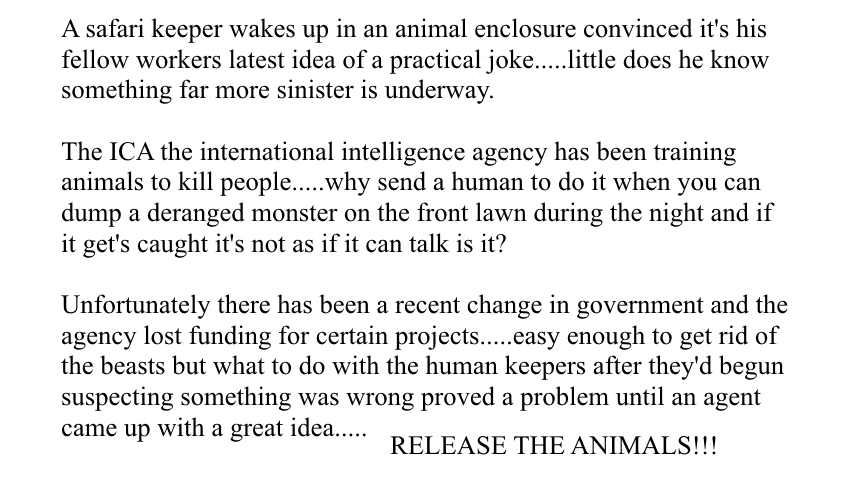 A safari keeper wakes up in an animal enclosure convinced it's his
fellow workers latest idea of a practical joke.....little does he know
something far more sinister is underway.
The ICA the international intelligence agency has been training
animals to kill people.....why send a human to do it when you can
dump a deranged monster on the front lawn during the night and if
it get's caught it's not as if it can talk is it?
Unfortunately there has been a recent change in government and the
agency lost funding for certain projects.....easy enough to get rid of
the beasts but what to do with the human keepers after they'd begun
suspecting something was wrong proved a problem until an agent
came up with a great idea.....
RELEASE THE ANIMALS!!!